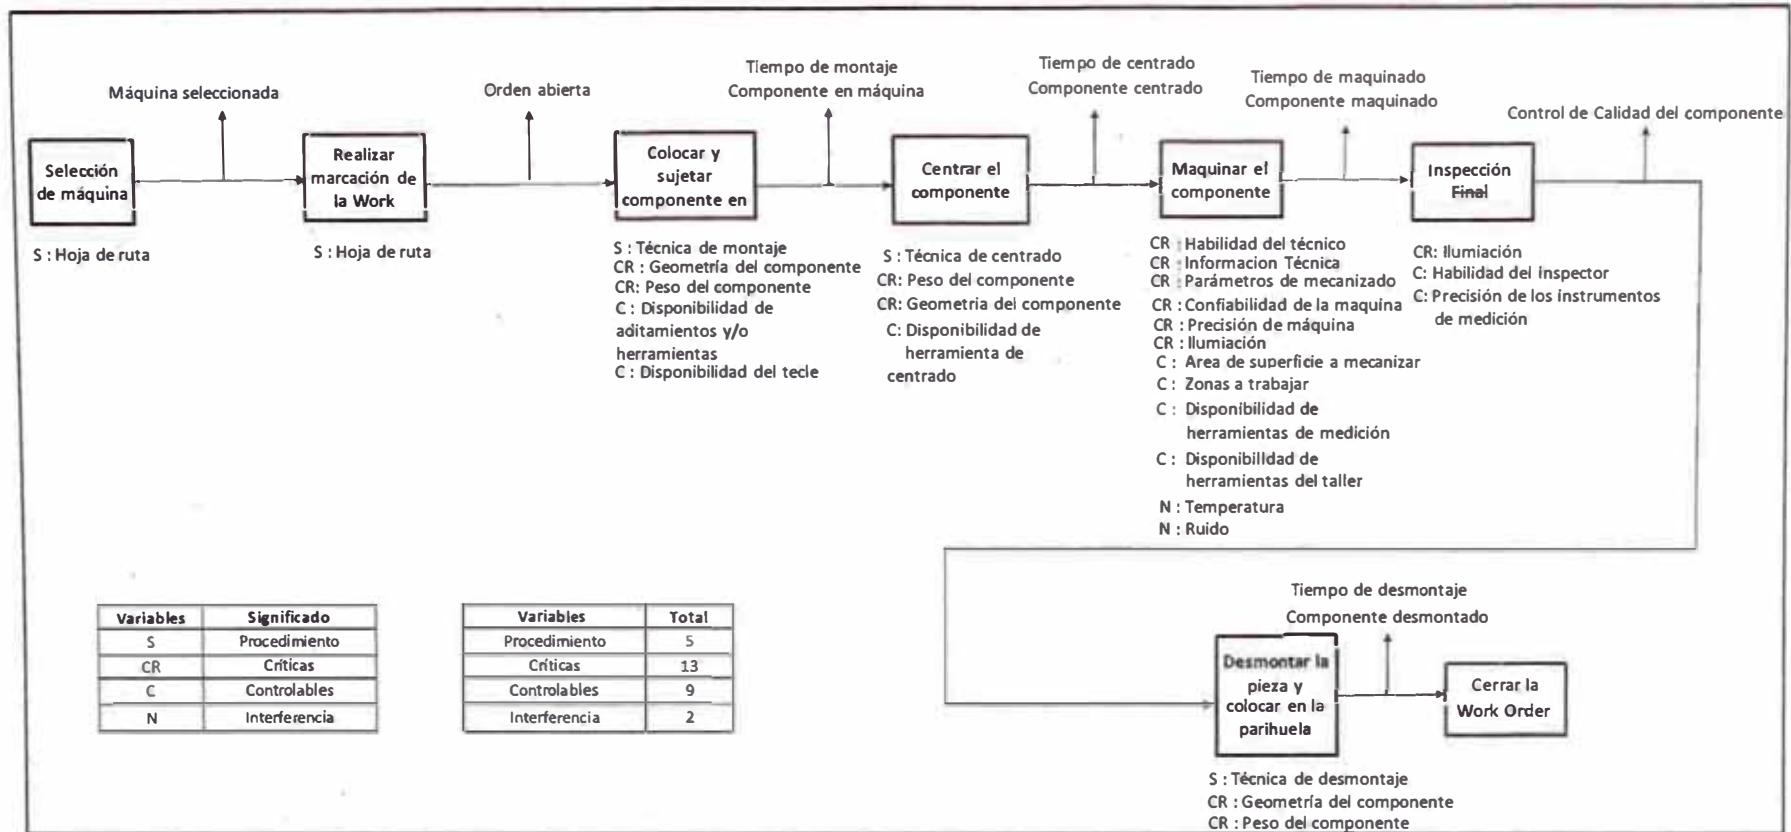 Máquina seleccionada
Orden abierta
Tiempo de montaje
Componente en máquina
Tiempo de centrado
Componente centrado
Tiempo de maquinado
Componente maquinado
Control de Calidad del componente
Selección
de máquina
Realizar
marcación de
la Work
Colocar y
sujetar
componente en
Centrar el
componente
Maquinar el
componente
Inspección
Final
S : Hoja de ruta
S : Hoja de ruta
S : Técnica de montaje
CR : Geometría del componente
CR: Peso del componente
C : Disponibilidad de
aditamientos y/o
herramientas
C : Disponibilidad del tecle
S : Técnica de centrado
CR: Peso del componente
CR: Geometria del componente
C: Disponibilidad de
herramienta de
centrado
CR : Habilidad del técnico
CR : Informacion Técnica
CR : Parámetros de mecanizado
CR : Confiabilidad de la maquina
CR : Precisión de máquina
CR : Ilumiación
C : Area de superficie a mecanizar
C : Zonas a trabajar
C : Disponibilidad de
herramientas de medición
C : Disponibilidad de
herramientas del taller
N : Temperatura
N : Ruido
CR: Ilumiación
C: Habilidad del inspector
C: Precisión de los instrumentos
de medición
Variables Significado
S Procedimiento
CR Críticas
C Controlables
N Interferencia
Variables Total
Procedimiento 5
Críticas 13
Controlables 9
Interferencia 2
Tiempo de desmontaje
Componente desmontado
Desmontar la
pieza y
colocar en la
parihuela
Cerrar la
Work Order
S : Técnica de desmontaje
CR : Geometría del componente
CR : Peso del componente